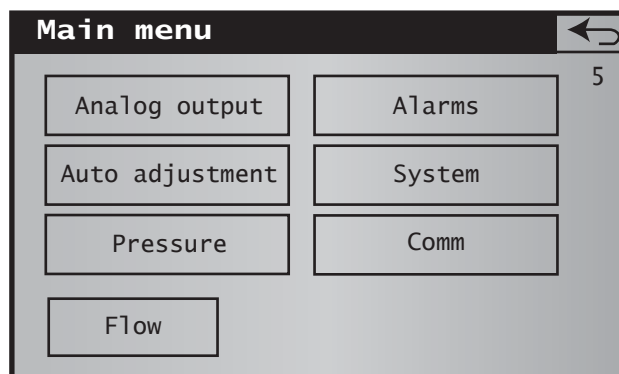 Main menu
5
Analog output
Alarms
Auto adjustment
System
Pressure
Comm
Flow